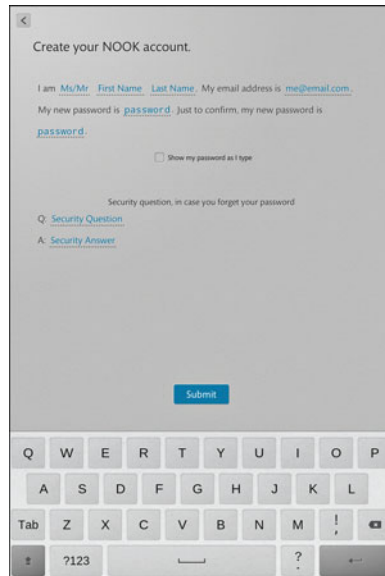 Create your NOOK account.
I am Ms/Mr First Name Last Name. My email address is me@email.com.
My new password is password. Just to confirm, my new password is
password.
Show my password as I type
Security question, in case you forget your password
Q: Security Question
A: Security Answer
Submit
Q W E R T Y U I O P
A S D F G H J K L
Tab Z X C V B N M ! ,
?123 ? .